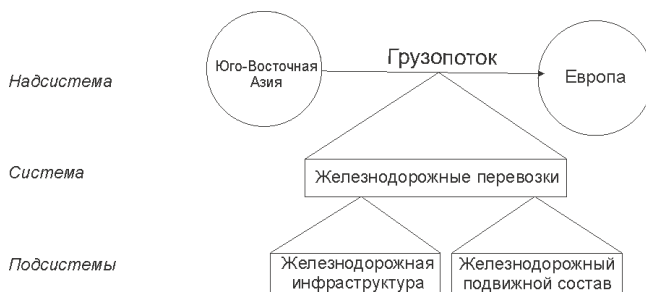 Грузопоток
Юго-Восточная
Азия
Европа
Надсистема
Система
Железнодорожные перевозки
Подсистемы
Железнодорожная
инфраструктура
Железнодорожный
подвижной состав